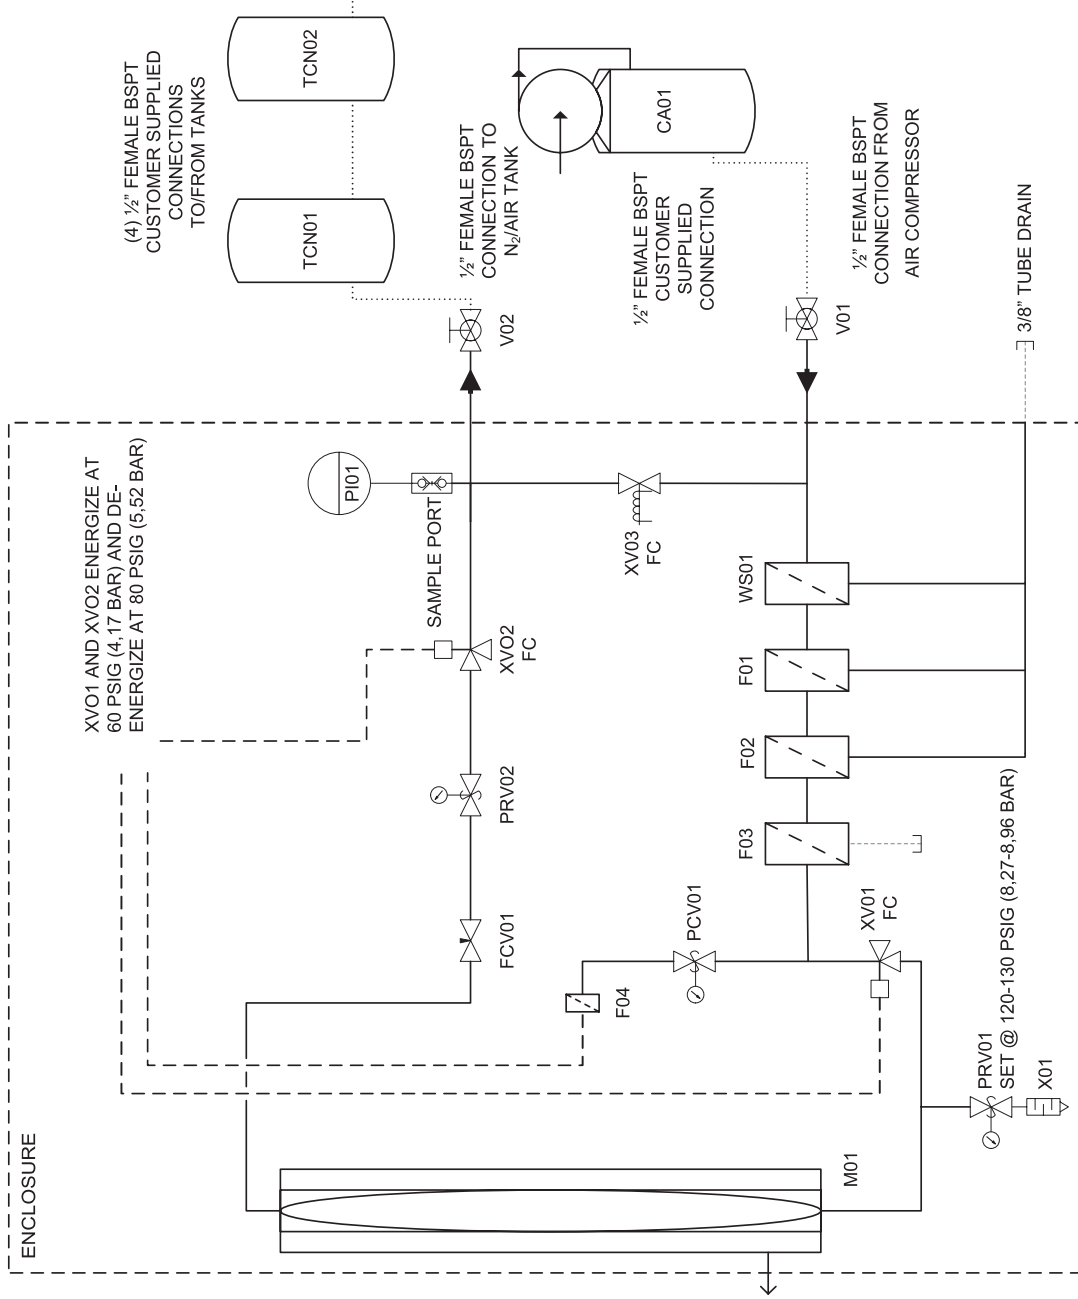 (4) ½" FEMALE BSPT
CUSTOMER SUPPLIED
CONNECTIONS
TO/FROM TANKS
TCN02
TCN01
½" FEMALE BSPT
CONNECTION TO
N₂/AIR TANK
CA01
½" FEMALE BSPT
CUSTOMER
SUPPLIED
CONNECTION
½" FEMALE BSPT
CONNECTION FROM
AIR COMPRESSOR
V02
V01
3/8" TUBE DRAIN
ENCLOSURE
XVO1 AND XVO2 ENERGIZE AT
60 PSIG (4,17 BAR) AND DE-
ENERGIZE AT 80 PSIG (5,52 BAR)
PI01
SAMPLE PORT
XV03
FC
XVO2
FC
PRV02
FCV01
WS01
F01
F02
F03
F04
PCV01
XV01
FC
PRV01
SET @ 120-130 PSIG (8,27-8,96 BAR)
X01
M01